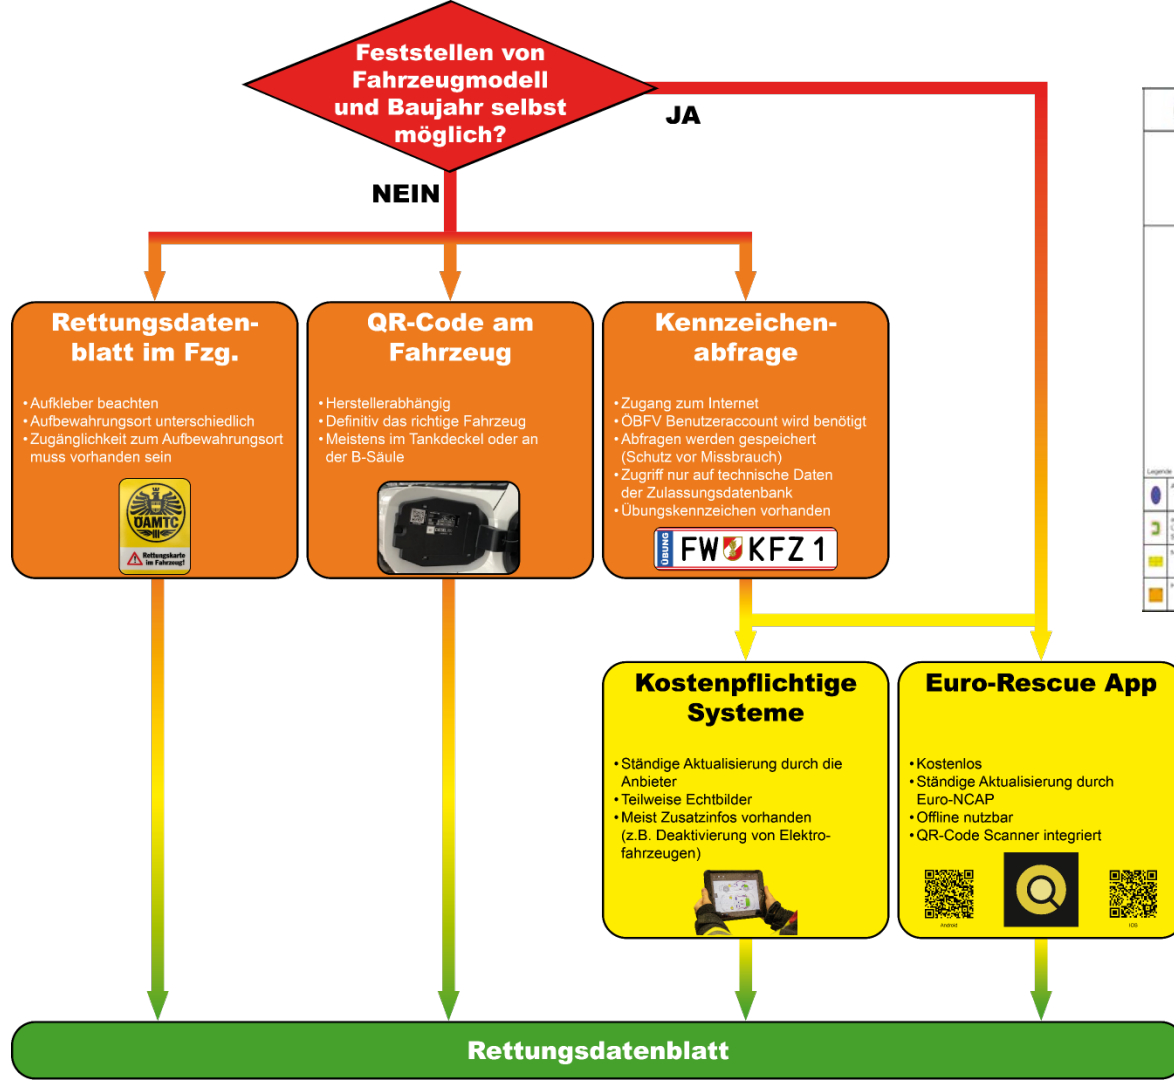 Feststellen von
Fahrzeugmodell
und Baujahr selbst
möglich?
JA
NEIN
Rettungsdaten-
blatt im Fzg.
• Aufkleber beachten
• Aufbewahrungsort unterschiedlich
• Zugänglichkeit zum Aufbewahrungsort
muss vorhanden sein
ÖAMTC
Rettungskarte
im Fahrzeug!
QR-Code am
Fahrzeug
• Herstellerabhängig
• Definitiv das richtige Fahrzeug
• Meistens im Tankdeckel oder an
der B-Säule
Kennzeichen-
abfrage
• Zugang zum Internet
• ÖBFV Benutzeraccount wird benötigt
• Abfragen werden gespeichert
(Schutz vor Missbrauch)
• Zugriff nur auf technische Daten
der Zulassungsdatenbank
• Übungskennzeichen vorhanden
ÜBUNG
FW KFZ 1
Legende
Kostenpflichtige
Systeme
• Ständige Aktualisierung durch die
Anbieter
• Teilweise Echtbilder
• Meist Zusatzinfos vorhanden
(z.B. Deaktivierung von Elektro-
fahrzeugen)
Euro-Rescue App
• Kostenlos
• Ständige Aktualisierung durch
Euro-NCAP
• Offline nutzbar
• QR-Code Scanner integriert
Android
IOS
Rettungsdatenblatt